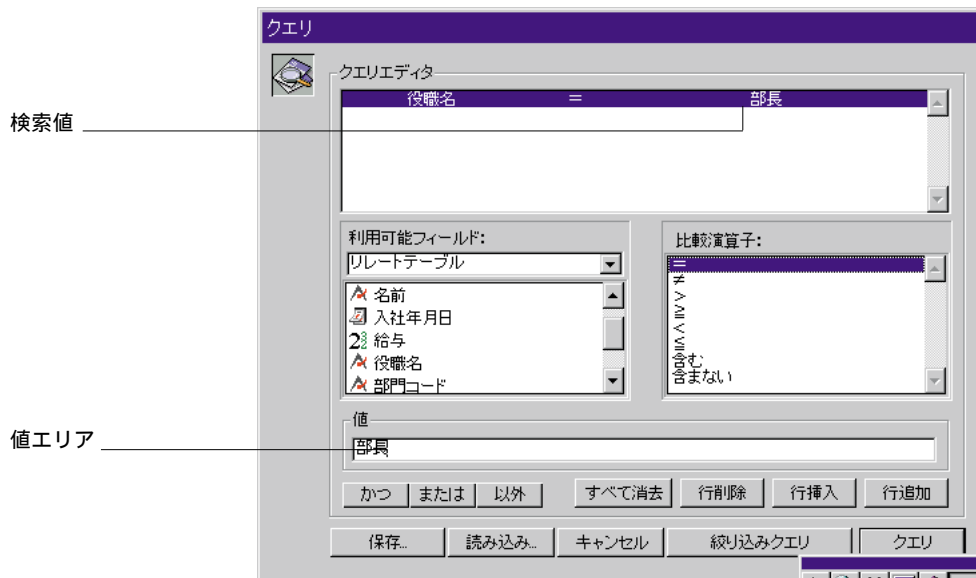 クエリ
クエリエディタ
役職名 = 部長
検索値
利用可能フィールド:
リレートテーブル
名前
入社年月日
給与
役職名
部門コード
比較演算子:
=
≠
>
≧
<
≦
含む
含まない
値
値エリア
部長
かつ または 以外 すべて消去 行削除 行挿入 行追加
保存... 読み込み... キャンセル 絞り込みクエリ クエリ